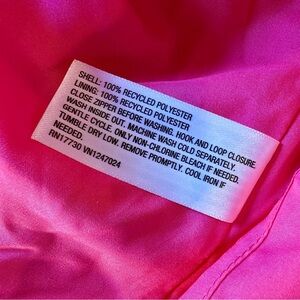 SHELL: 100% RECYCLED POLYESTER
LINING: 100% RECYCLED POLYESTER
CLOSE ZIPPER BEFORE WASHING. HOOK AND LOOP CLOSURE.
WASH INSIDE OUT. MACHINE WASH COLD SEPARATELY.
GENTLE CYCLE. ONLY NON-CHLORINE BLEACH IF NEEDED.
TUMBLE DRY LOW. REMOVE PROMPTLY. COOL IRON IF
NEEDED.
RN17730 VN1247024